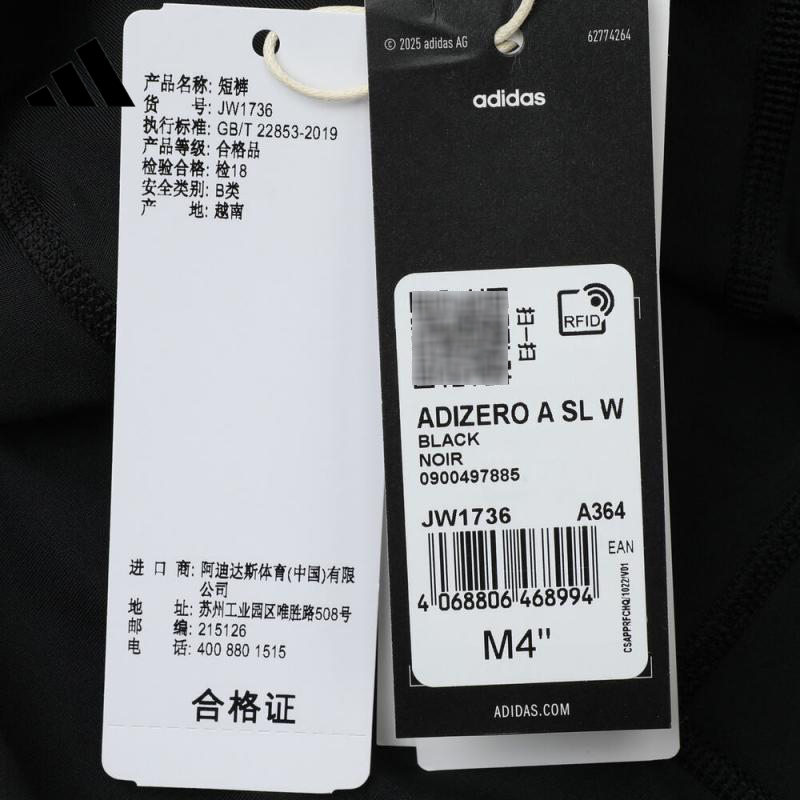 产品名称: 短裤
货 号: JW1736
执行标准: GB/T 22853-2019
产品等级: 合格品
检验合格: 检18
安全类别: B类
产 地: 越南
进 口 商: 阿迪达斯体育(中国)有限
公司
地 址: 苏州工业园区唯胜路508号
邮 编: 215126
电 话: 400 880 1515
合格证
© 2025 adidas AG
62774264
adidas
扫一扫
RFID
ADIZERO A SL W
BLACK
NOIR
0900497885
JW1736 A364
EAN
4 068806 468994
CSAPPRFCHQ/1022/V01
M4"
ADIDAS.COM